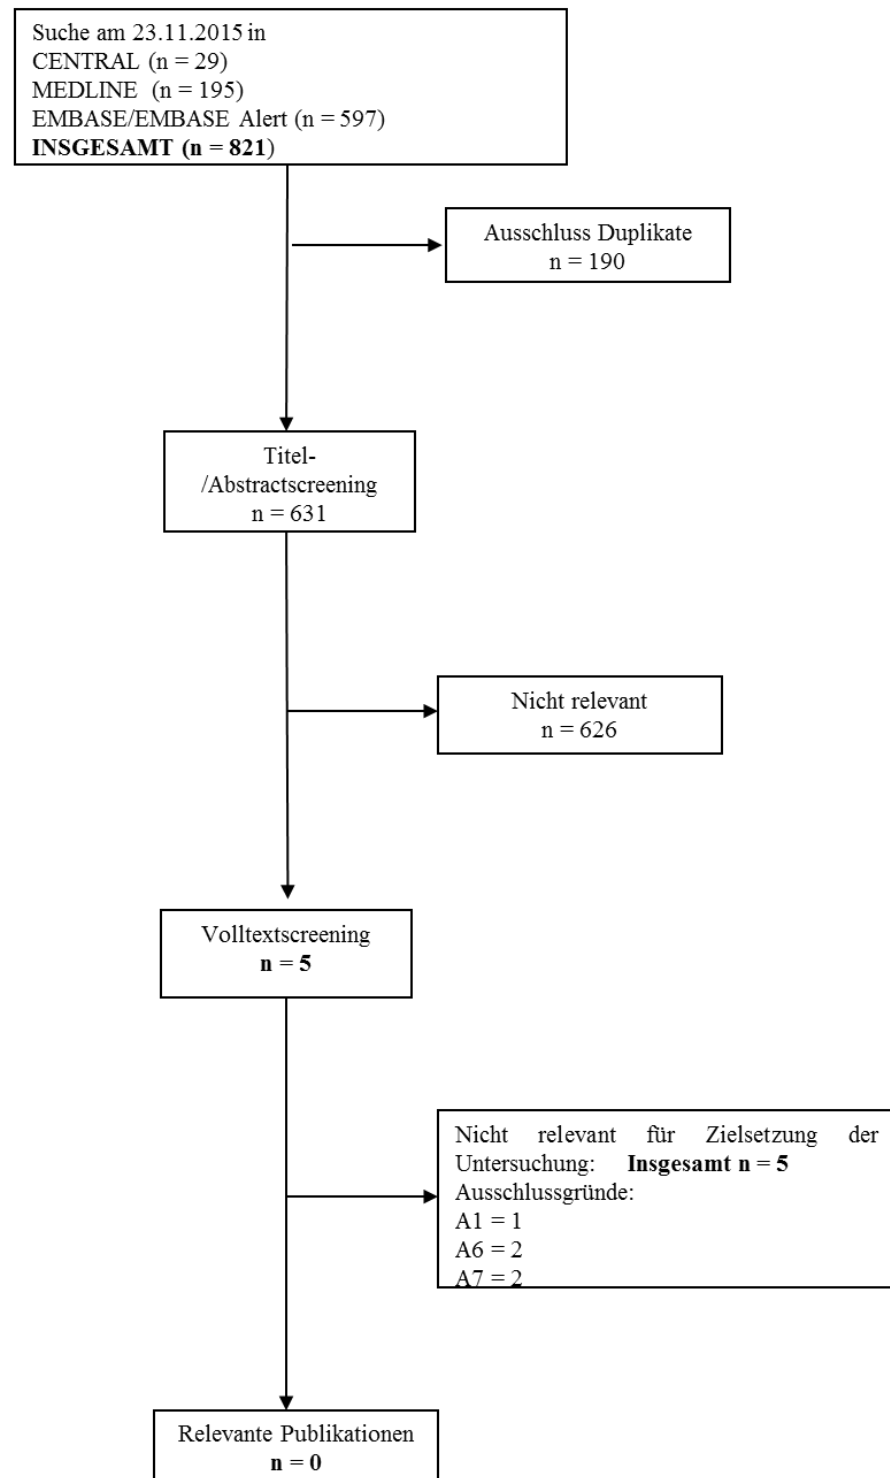 Suche am 23.11.2015 in
CENTRAL (n = 29)
MEDLINE (n = 195)
EMBASE/EMBASE Alert (n = 597)
INSGESAMT (n = 821)
Ausschluss Duplikate
n = 190
Titel-
/Abstractscreening
n = 631
Nicht relevant
n = 626
Volltextscreening
n = 5
Nicht relevant für Zielsetzung der
Untersuchung: Insgesamt n = 5
Ausschlussgründe:
A1 = 1
A6 = 2
A7 = 2
Relevante Publikationen
n = 0